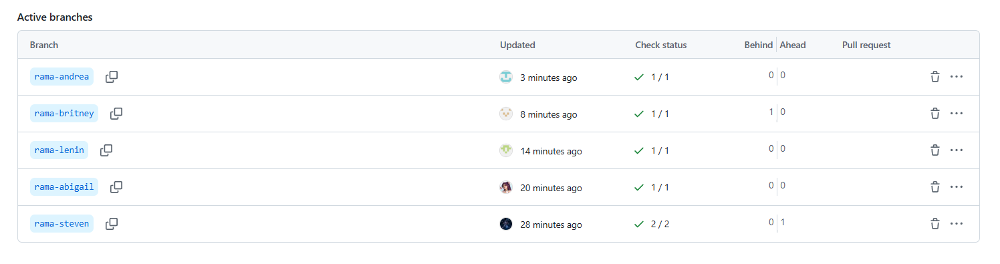 Active branches
Branch Updated Check status Behind Ahead Pull request
rama-andrea 3 minutes ago 1 / 1 0 0
rama-britney 8 minutes ago 1 / 1 1 0
rama-lenin 14 minutes ago 1 / 1 0 0
rama-abigail 20 minutes ago 1 / 1 0 0
rama-steven 28 minutes ago 2 / 2 0 1